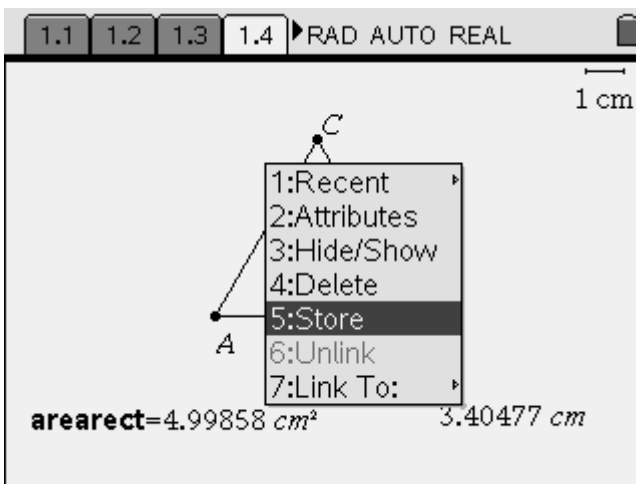 1.1 1.2 1.3 1.4 RAD AUTO REAL
1 cm
C
1:Recent
2:Attributes
3:Hide/Show
4:Delete
5:Store
A
6:Unlink
7:Link To:
arearect=4.99858 cm²
3.40477 cm